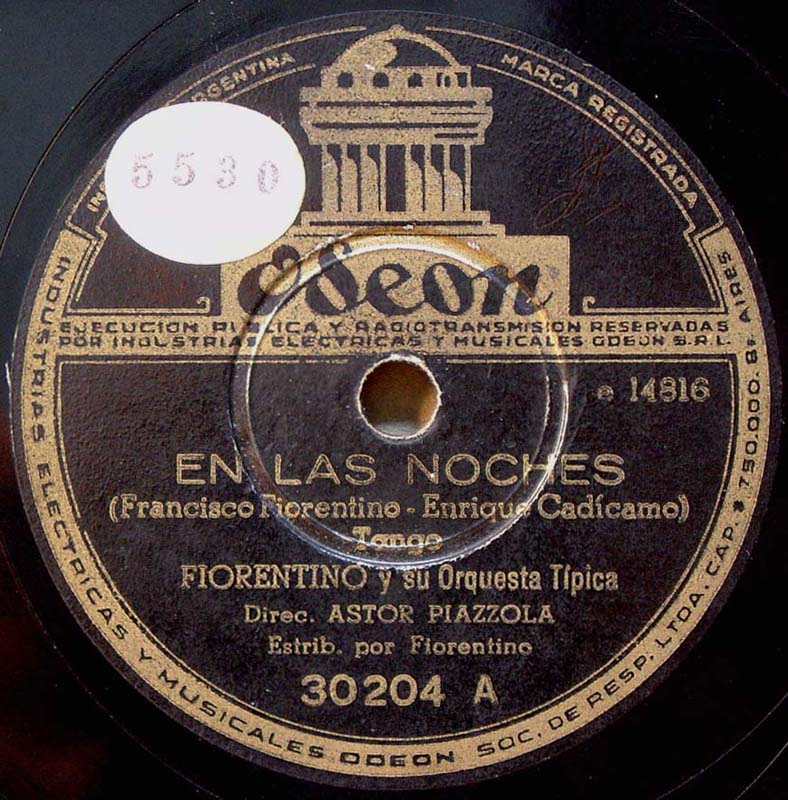 ARGENTINA
MARCA REGISTRADA
5530
Odeon
EJECUCION PUBLICA Y RADIOTRANSMISION RESERVADAS
POR INDUSTRIAS ELECTRICAS Y MUSICALES ODEON S.R.L.
e 14816
EN LAS NOCHES
(Francisco Fiorentino - Enrique Cadícamo)
Tango
FIORENTINO y su Orquesta Típica
Direc. ASTOR PIAZZOLA
Estrib. por Fiorentino
30204 A
INDUSTRIAS ELECTRICAS Y MUSICALES ODEON SOC. DE RESP. LTDA. CAP. $ 750.000. Bs AIRES